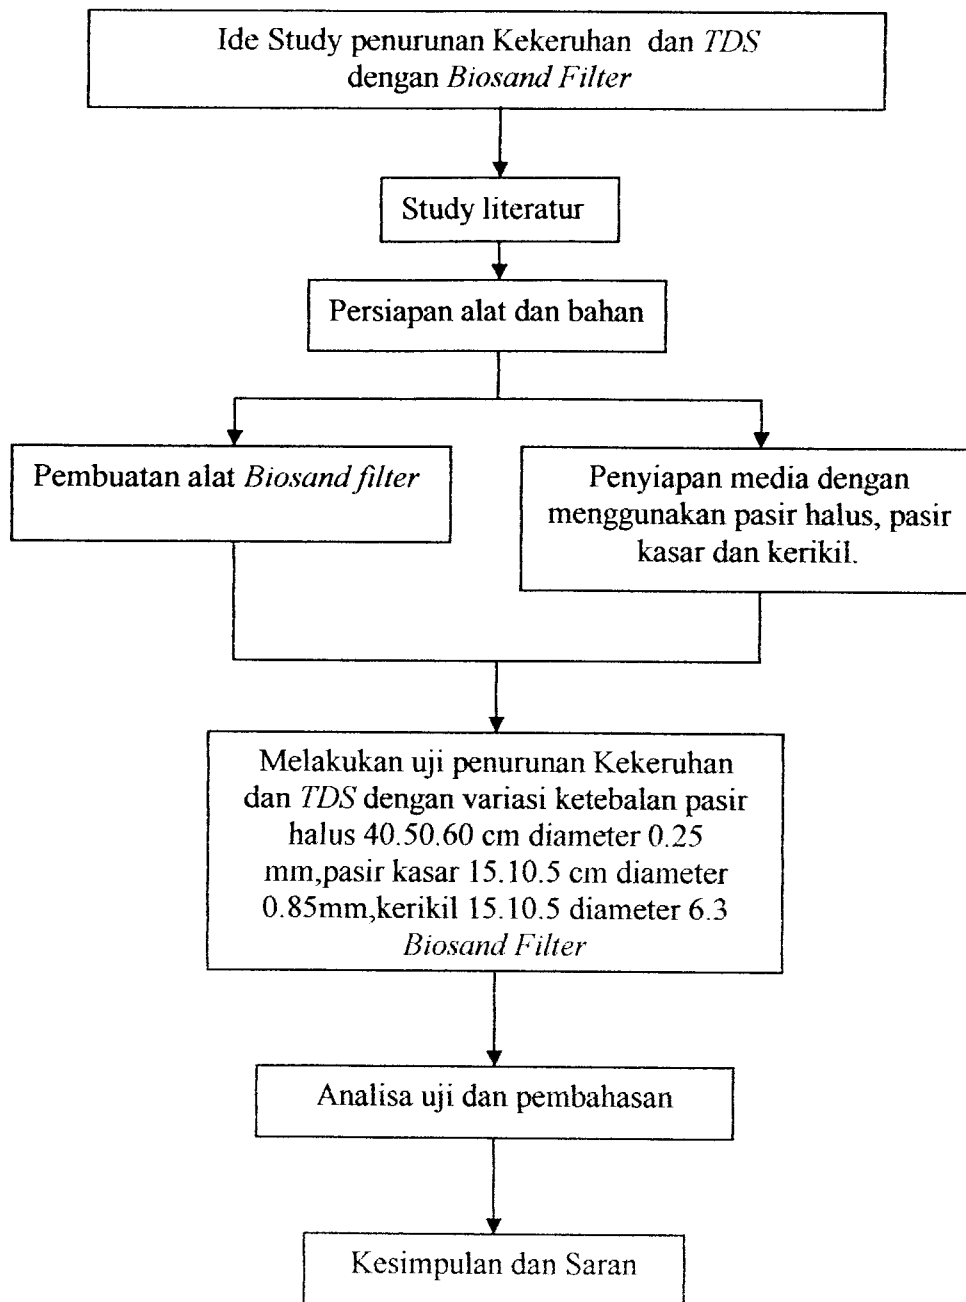 Ide Study penurunan Kekeruhan dan TDS
dengan Biosand Filter
Study literatur
Persiapan alat dan bahan
Pembuatan alat Biosand filter
Penyiapan media dengan
menggunakan pasir halus, pasir
kasar dan kerikil.
Melakukan uji penurunan Kekeruhan
dan TDS dengan variasi ketebalan pasir
halus 40.50.60 cm diameter 0.25
mm,pasir kasar 15.10.5 cm diameter
0.85mm,kerikil 15.10.5 diameter 6.3
Biosand Filter
Analisa uji dan pembahasan
Kesimpulan dan Saran